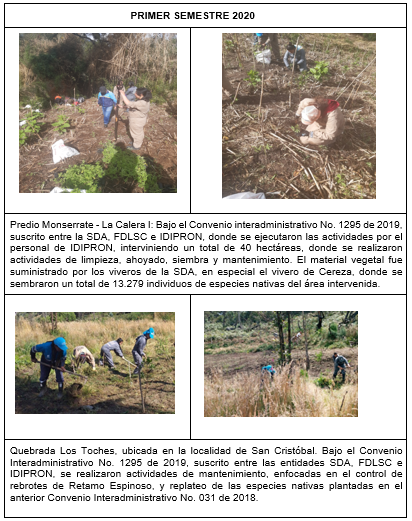 PRIMER SEMESTRE 2020
Predio Monserrate - La Calera I: Bajo el Convenio interadministrativo No. 1295 de 2019,
suscrito entre la SDA, FDLSC e IDIPRON, donde se ejecutaron las actividades por el
personal de IDIPRON, interviniendo un total de 40 hectáreas, donde se realizaron
actividades de limpieza, ahoyado, siembra y mantenimiento. El material vegetal fue
suministrado por los viveros de la SDA, en especial el vivero de Cereza, donde se
sembraron un total de 13.279 individuos de especies nativas del área intervenida.
Quebrada Los Toches, ubicada en la localidad de San Cristóbal. Bajo el Convenio
Interadministrativo No. 1295 de 2019, suscrito entre las entidades SDA, FDLSC e
IDIPRON, se realizaron actividades de mantenimiento, enfocadas en el control de
rebrotes de Retamo Espinoso, y replateo de las especies nativas plantadas en el
anterior Convenio Interadministrativo No. 031 de 2018.